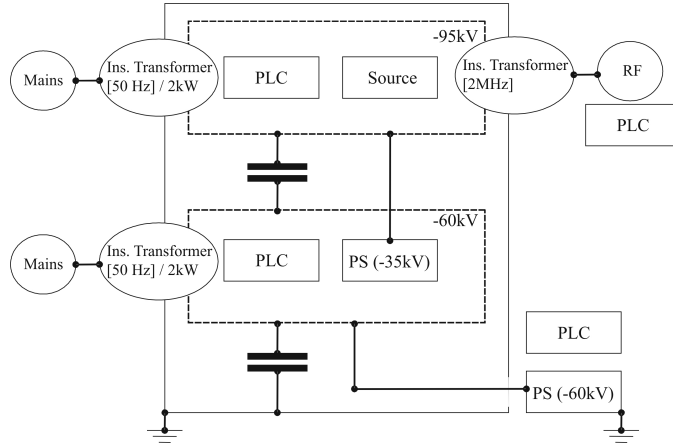 -95kV
Mains
Ins. Transformer
[50 Hz] / 2kW
PLC
Source
Ins. Transformer
[2MHz]
RF
PLC
-60kV
Mains
Ins. Transformer
[50 Hz] / 2kW
PLC
PS (-35kV)
PLC
PS (-60kV)